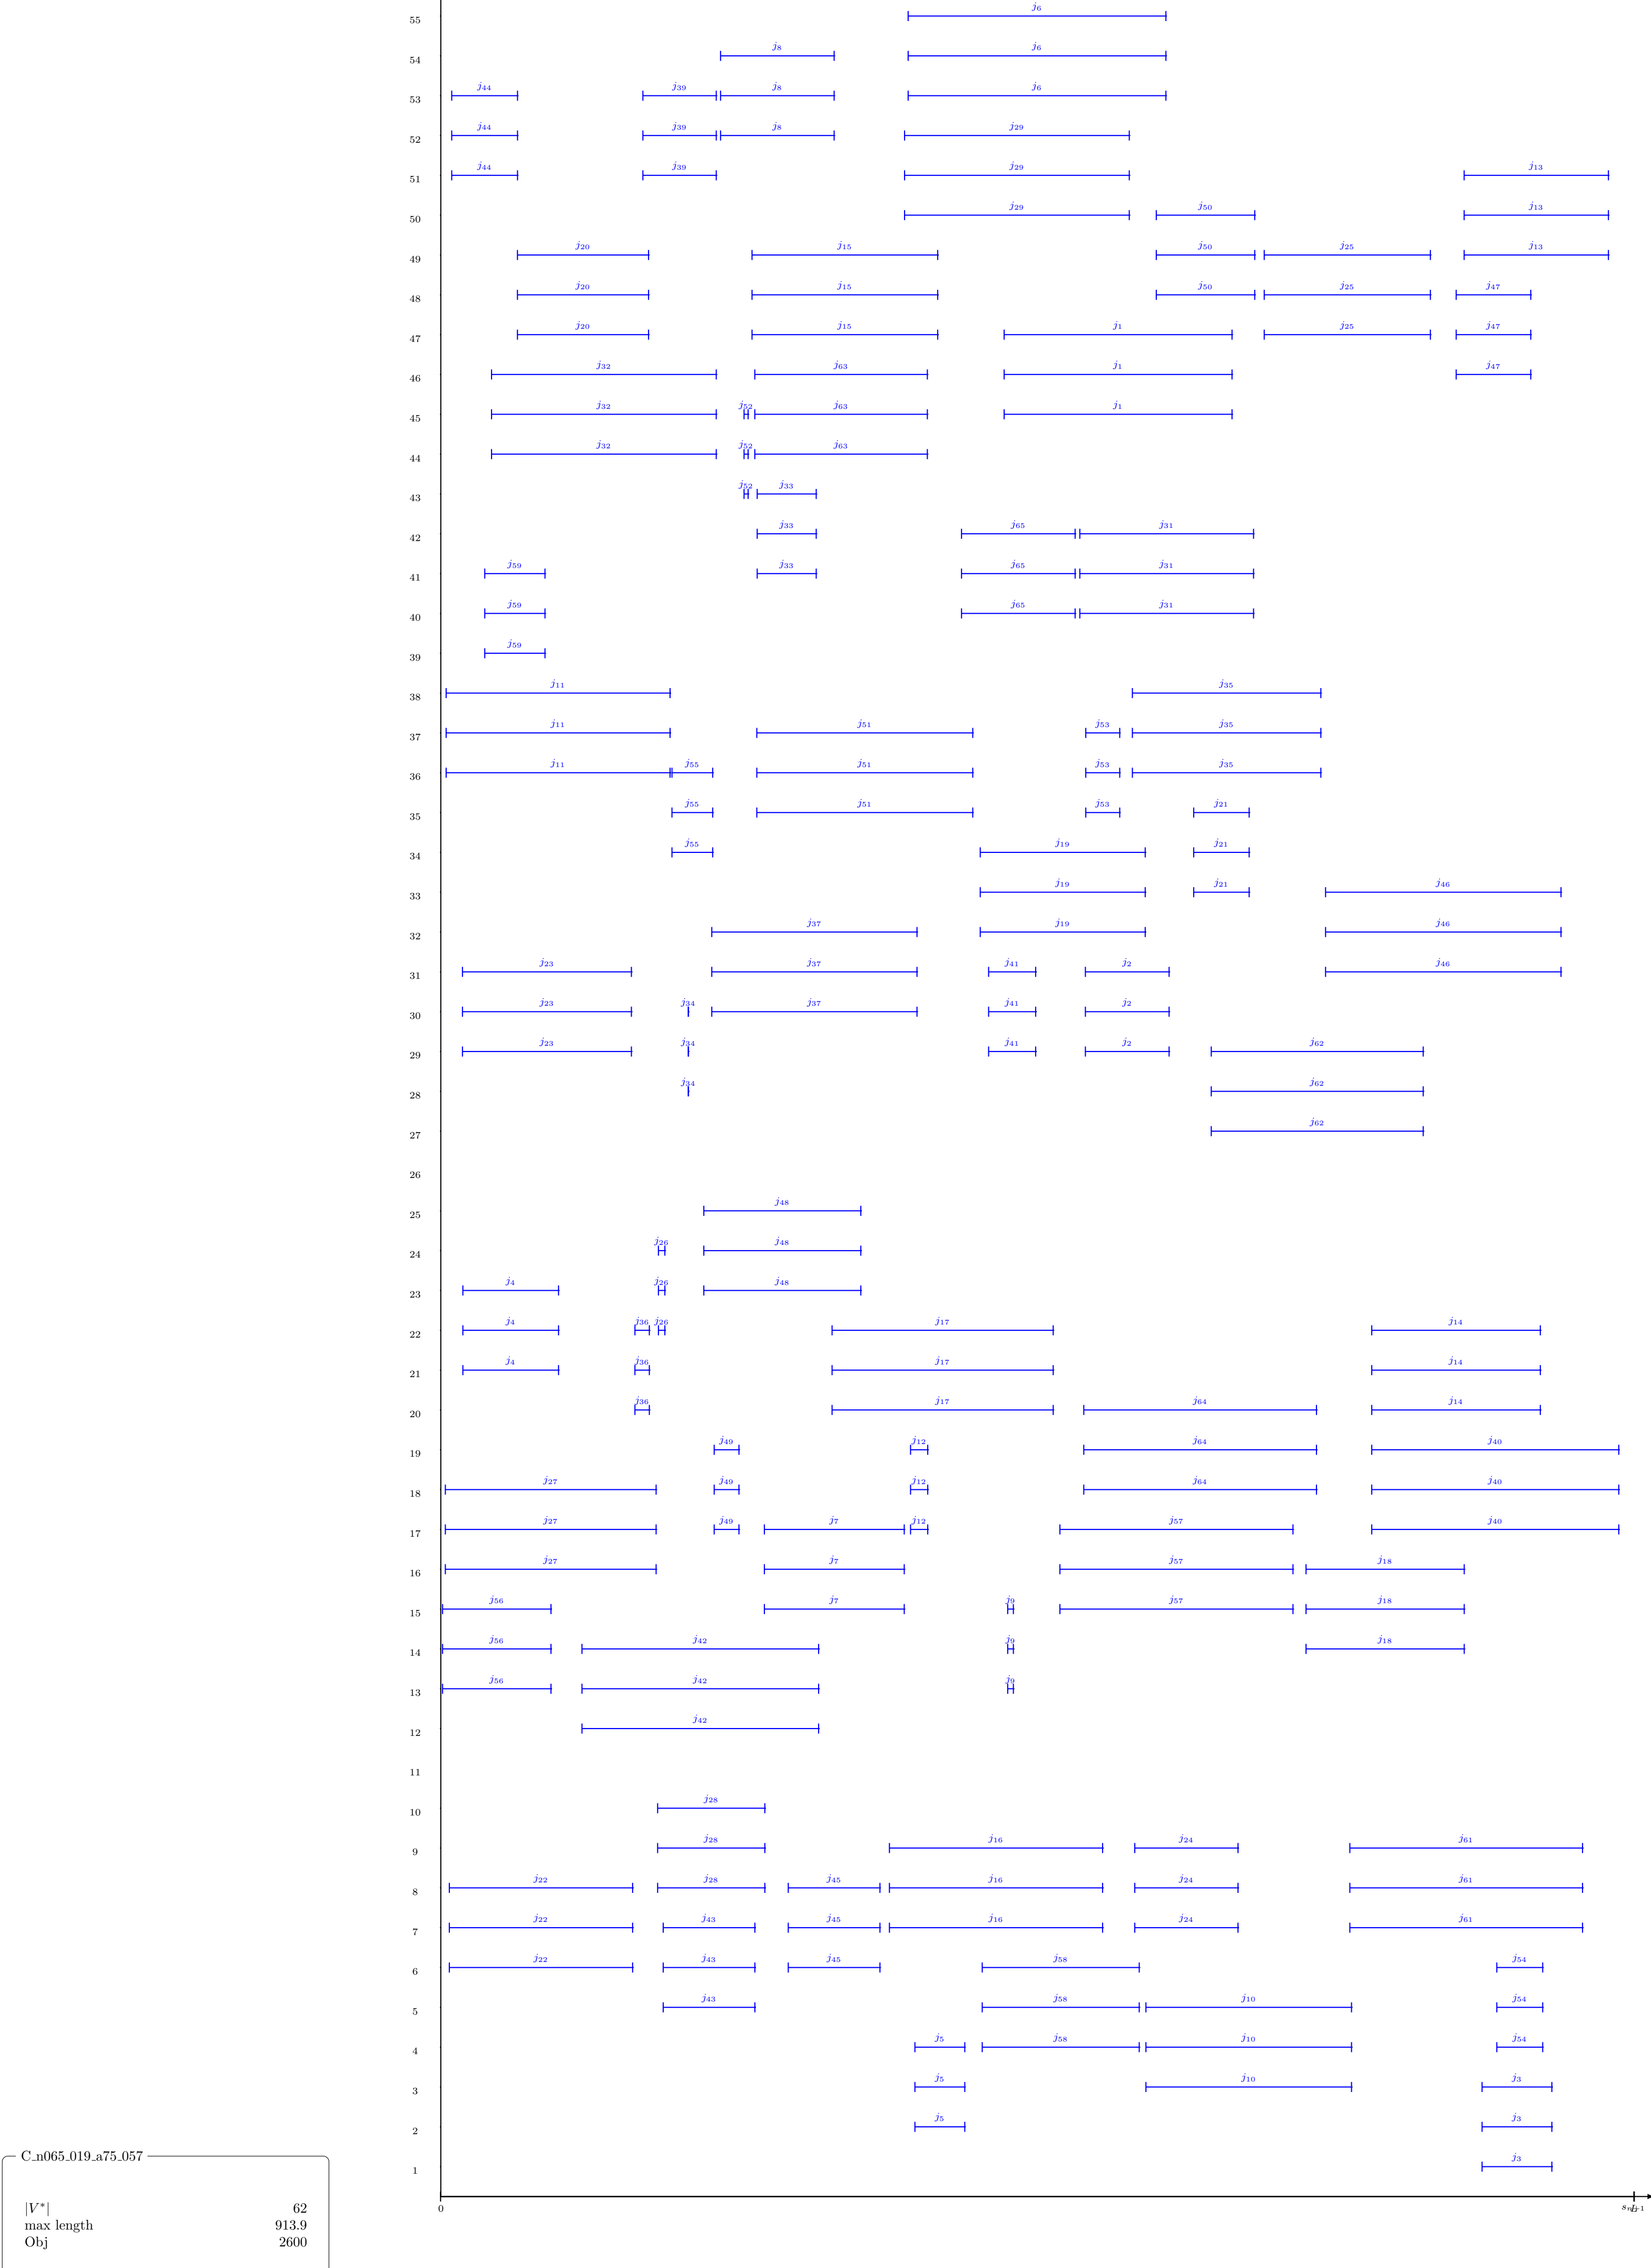 j6
55
j8 j6
54
j44 j39 j8 j6
53
j44 j39 j8 j29
52
j44 j39 j29 j13
51
j29 j50 j13
50
j20 j15 j50 j25 j13
49
j20 j15 j50 j25 j47
48
j20 j15 j1 j25 j47
47
j32 j63 j1 j47
46
j32 j52 j63 j1
45
j32 j52 j63
44
j52 j33
43
j33 j65 j31
42
j59 j33 j65 j31
41
j59 j65 j31
40
j59
39
j11 j35
38
j11 j51 j53 j35
37
j11 j55 j51 j53 j35
36
j55 j51 j53 j21
35
j55 j19 j21
34
j19 j21 j46
33
j37 j19 j46
32
j23 j37 j41 j2 j46
31
j23 j34 j37 j41 j2
30
j23 j34 j41 j2 j62
29
j34 j62
28
j62
27
26
j48
25
j26 j48
24
j4 j26 j48
23
j4 j36 j26 j17 j14
22
j4 j36 j17 j14
21
j36 j17 j64 j14
20
j49 j12 j64 j40
19
j27 j49 j12 j64 j40
18
j27 j49 j7 j12 j57 j40
17
j27 j7 j57 j18
16
j56 j7 j9 j57 j18
15
j56 j42 j9 j18
14
j56 j42 j9
13
j42
12
11
j28
10
j28 j16 j24 j61
9
j22 j28 j45 j16 j24 j61
8
j22 j43 j45 j16 j24 j61
7
j22 j43 j45 j58 j54
6
j43 j58 j10 j54
5
j5 j58 j10 j54
4
j5 j10 j3
3
j5 j3
2
j3
1
0
C_n065_019_a75_057
|V*| 62
max length 913.9
Obj 2600